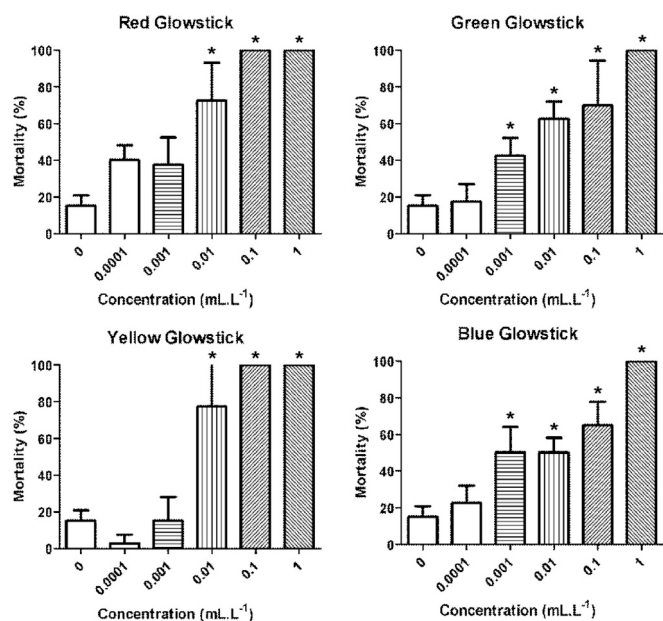 Red Glowstick
* * *
Mortality (%)
100
80
60
40
20
0
0 0.0001 0.001 0.01 0.1 1
Concentration (mL.L⁻¹)
Green Glowstick
* * * *
Mortality (%)
100
80
60
40
20
0
0 0.0001 0.001 0.01 0.1 1
Concentration (mL.L⁻¹)
Yellow Glowstick
* * *
Mortality (%)
100
80
60
40
20
0
0 0.0001 0.001 0.01 0.1 1
Concentration (mL.L⁻¹)
Blue Glowstick
* * * *
Mortality (%)
100
80
60
40
20
0
0 0.0001 0.001 0.01 0.1 1
Concentration (mL.L⁻¹)